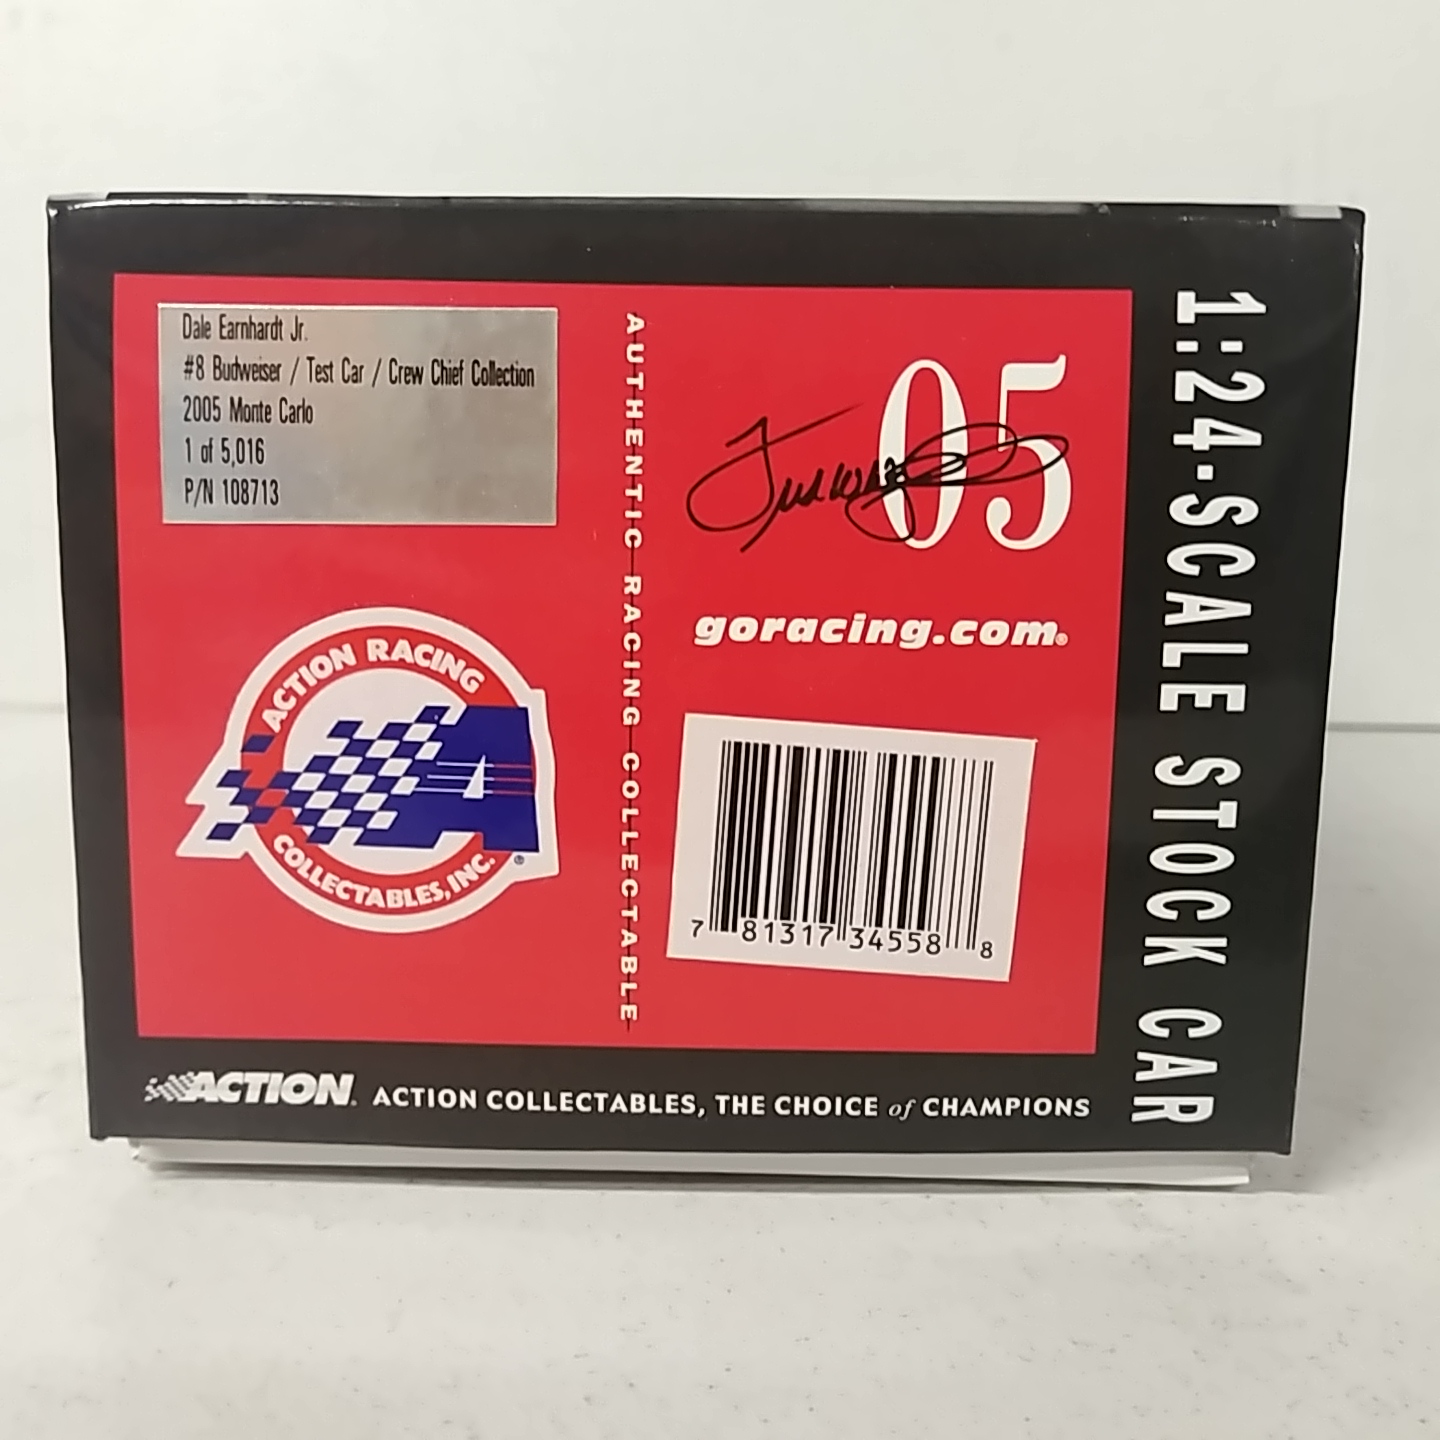 Dale Earnhardt Jr.
#8 Budweiser / Test Car / Crew Chief Collection
2005 Monte Carlo
1 of 5,016
P/N 108713
ACTION RACING
COLLECTABLES, INC.
®
AUTHENTIC RACING COLLECTABLE
05
goracing.com®
7 81317 34558 8
1:24-SCALE STOCK CAR
ACTION® ACTION COLLECTABLES, THE CHOICE of CHAMPIONS